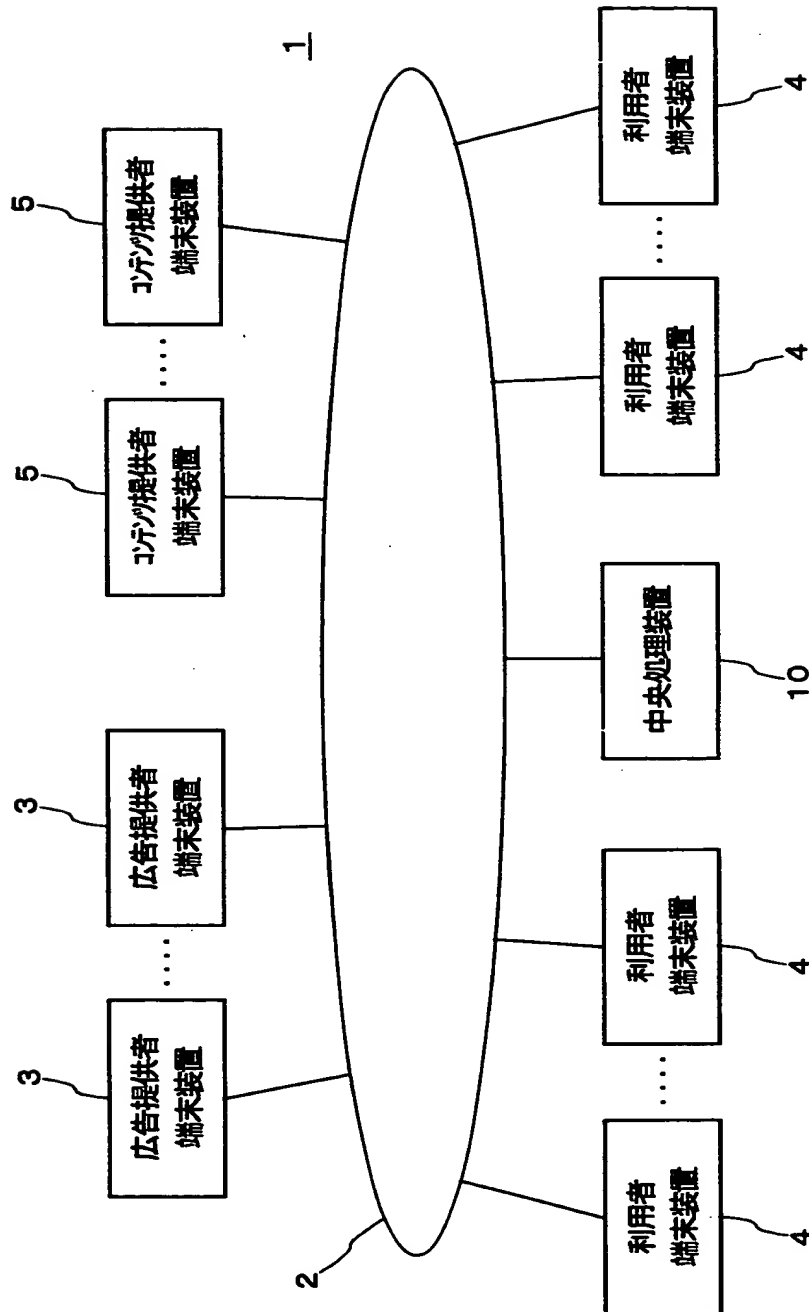 1
3
3
5
5
広告提供者
端末装置
‥‥
広告提供者
端末装置
コンテンツ提供者
端末装置
‥‥
コンテンツ提供者
端末装置
2
利用者
端末装置
‥‥
利用者
端末装置
中央処理装置
利用者
端末装置
‥‥
利用者
端末装置
4
4
10
4
4